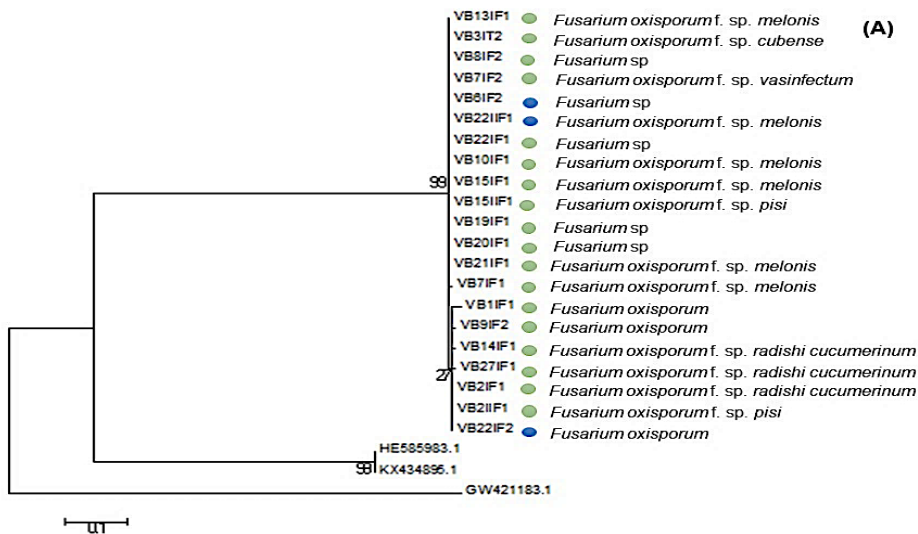 VB13IF1 Fusarium oxisporum f. sp. melonis
(A)
VB3IT2 Fusarium oxisporum f. sp. cubense
VB8IF2 Fusarium sp
VB7IF2 Fusarium oxisporum f. sp. vasinfectum
VB6IF2 Fusarium sp
VB22IIF1 Fusarium oxisporum f. sp. melonis
VB22IF1 Fusarium sp
VB10IF1 Fusarium oxisporum f. sp. melonis
99 VB15IF1 Fusarium oxisporum f. sp. melonis
VB15IIF1 Fusarium oxisporum f. sp. pisi
VB19IF1 Fusarium sp
VB20IF1 Fusarium sp
VB21IF1 Fusarium oxisporum f. sp. melonis
VB7IF1 Fusarium oxisporum f. sp. melonis
VB1IF1 Fusarium oxisporum
VB9IF2 Fusarium oxisporum
VB14IF1 Fusarium oxisporum f. sp. radishi cucumerinum
27 VB27IF1 Fusarium oxisporum f. sp. radishi cucumerinum
VB2IF1 Fusarium oxisporum f. sp. radishi cucumerinum
VB2IIF1 Fusarium oxisporum f. sp. pisi
VB22IF2 Fusarium oxisporum
HE585983.1
99 KX434895.1
GW421183.1
0.1